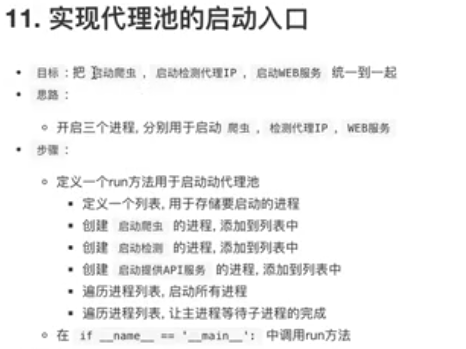 11. 实现代理池的启动入口
目标：把 启动爬虫，启动检测代理IP，启动WEB服务 统一到一起
思路：
开启三个进程, 分别用于启动 爬虫，检测代理IP，WEB服务
步骤：
定义一个run方法用于启动动代理池
定义一个列表, 用于存储要启动的进程
创建 启动爬虫 的进程, 添加到列表中
创建 启动检测 的进程, 添加到列表中
创建 启动提供API服务 的进程, 添加到列表中
遍历进程列表, 启动所有进程
遍历进程列表, 让主进程等待子进程的完成
在 if __name__ == '__main__': 中调用run方法